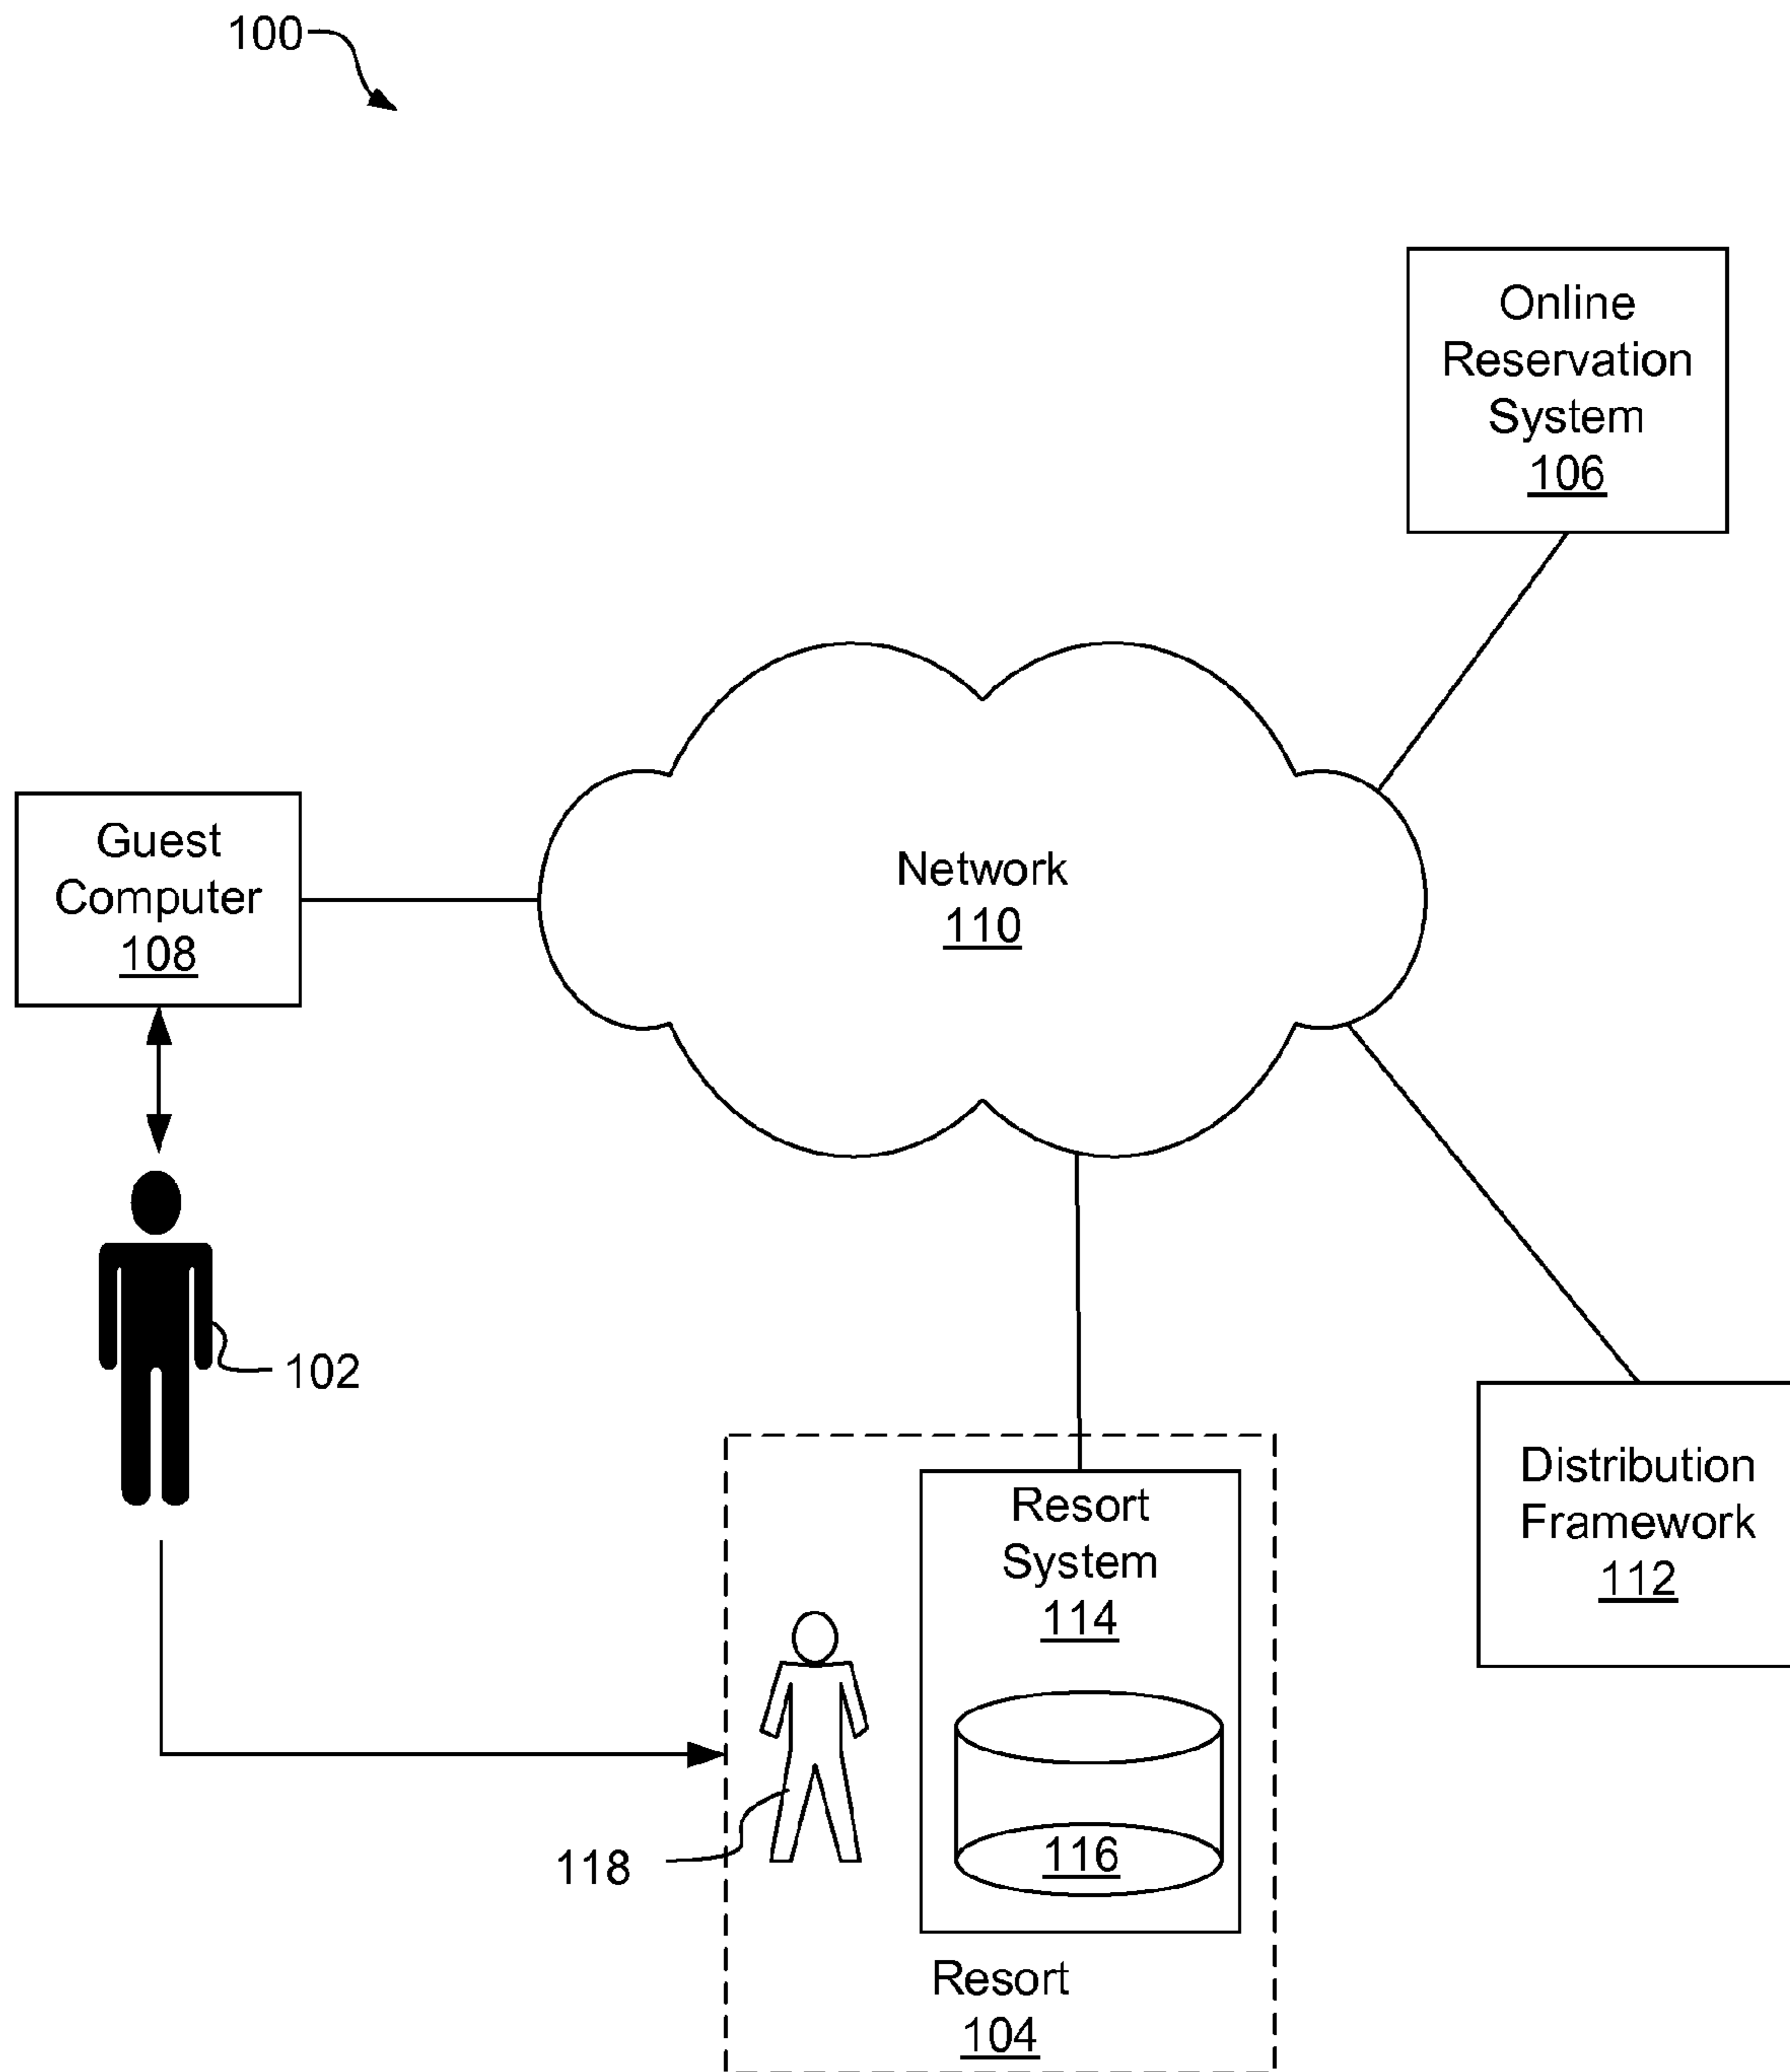 100
Online
Reservation
System
106
Guest
Computer
108
Network
110
102
Distribution
Framework
112
Resort
System
114
116
118
Resort
104